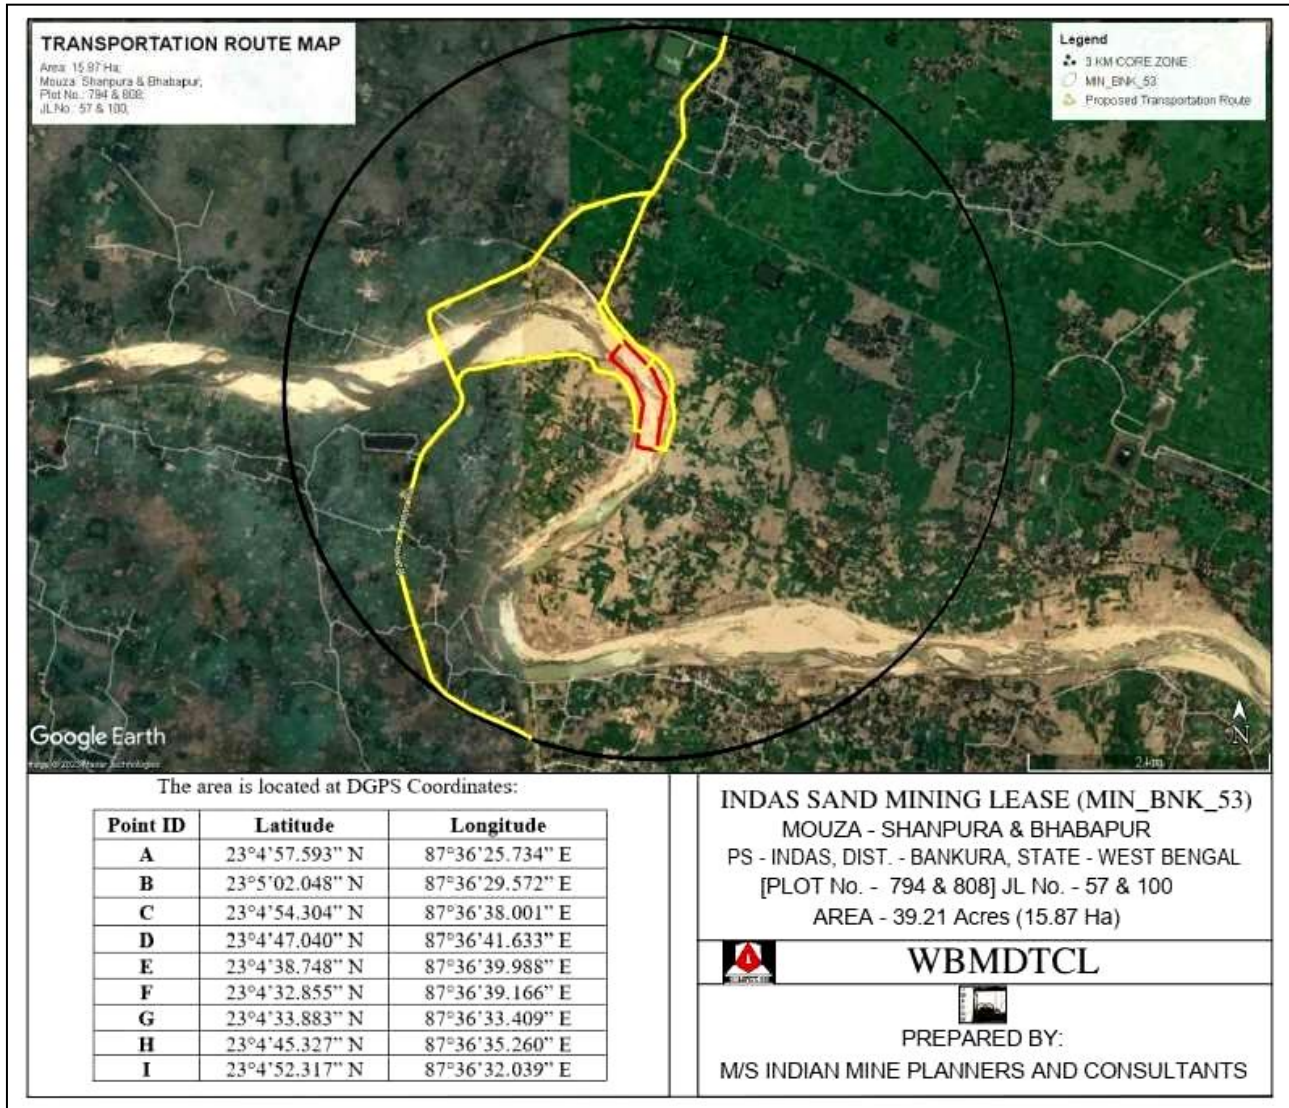 TRANSPORTATION ROUTE MAP
Area: 15.87 Ha;
Mouza: Shanpura & Bhabapur;
Plot No.: 794 & 808;
JL No.: 57 & 100;
Legend
3 KM CORE ZONE
MIN_BNK_53
Proposed Transportation Route
Google Earth
N
2 km
The area is located at DGPS Coordinates:
Point ID Latitude Longitude
A 23°4'57.593" N 87°36'25.734" E
B 23°5'02.048" N 87°36'29.572" E
C 23°4'54.304" N 87°36'38.001" E
D 23°4'47.040" N 87°36'41.633" E
E 23°4'38.748" N 87°36'39.988" E
F 23°4'32.855" N 87°36'39.166" E
G 23°4'33.883" N 87°36'33.409" E
H 23°4'45.327" N 87°36'35.260" E
I 23°4'52.317" N 87°36'32.039" E
INDAS SAND MINING LEASE (MIN_BNK_53)
MOUZA - SHANPURA & BHABAPUR
PS - INDAS, DIST. - BANKURA, STATE - WEST BENGAL
[PLOT No. - 794 & 808] JL No. - 57 & 100
AREA - 39.21 Acres (15.87 Ha)
WBMDTCL
PREPARED BY:
M/S INDIAN MINE PLANNERS AND CONSULTANTS